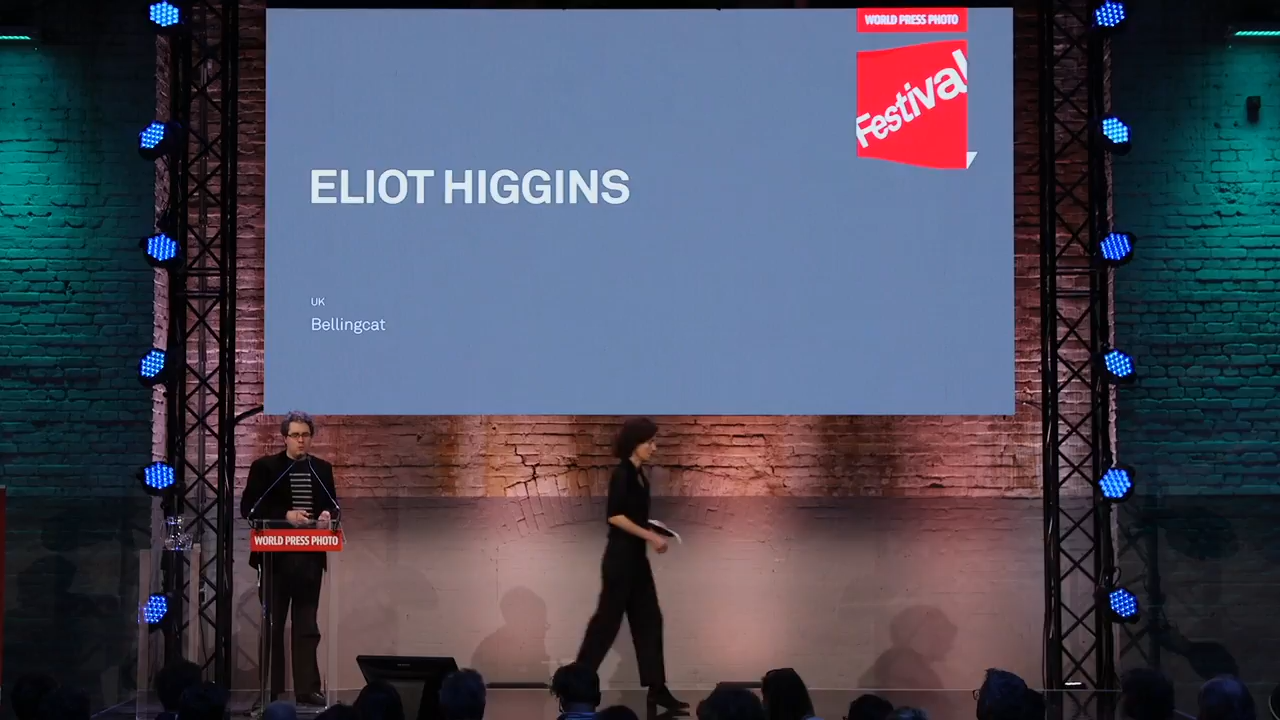 WORLD PRESS PHOTO
Festival
ELIOT HIGGINS
UK
Bellingcat
WORLD PRESS PHOTO